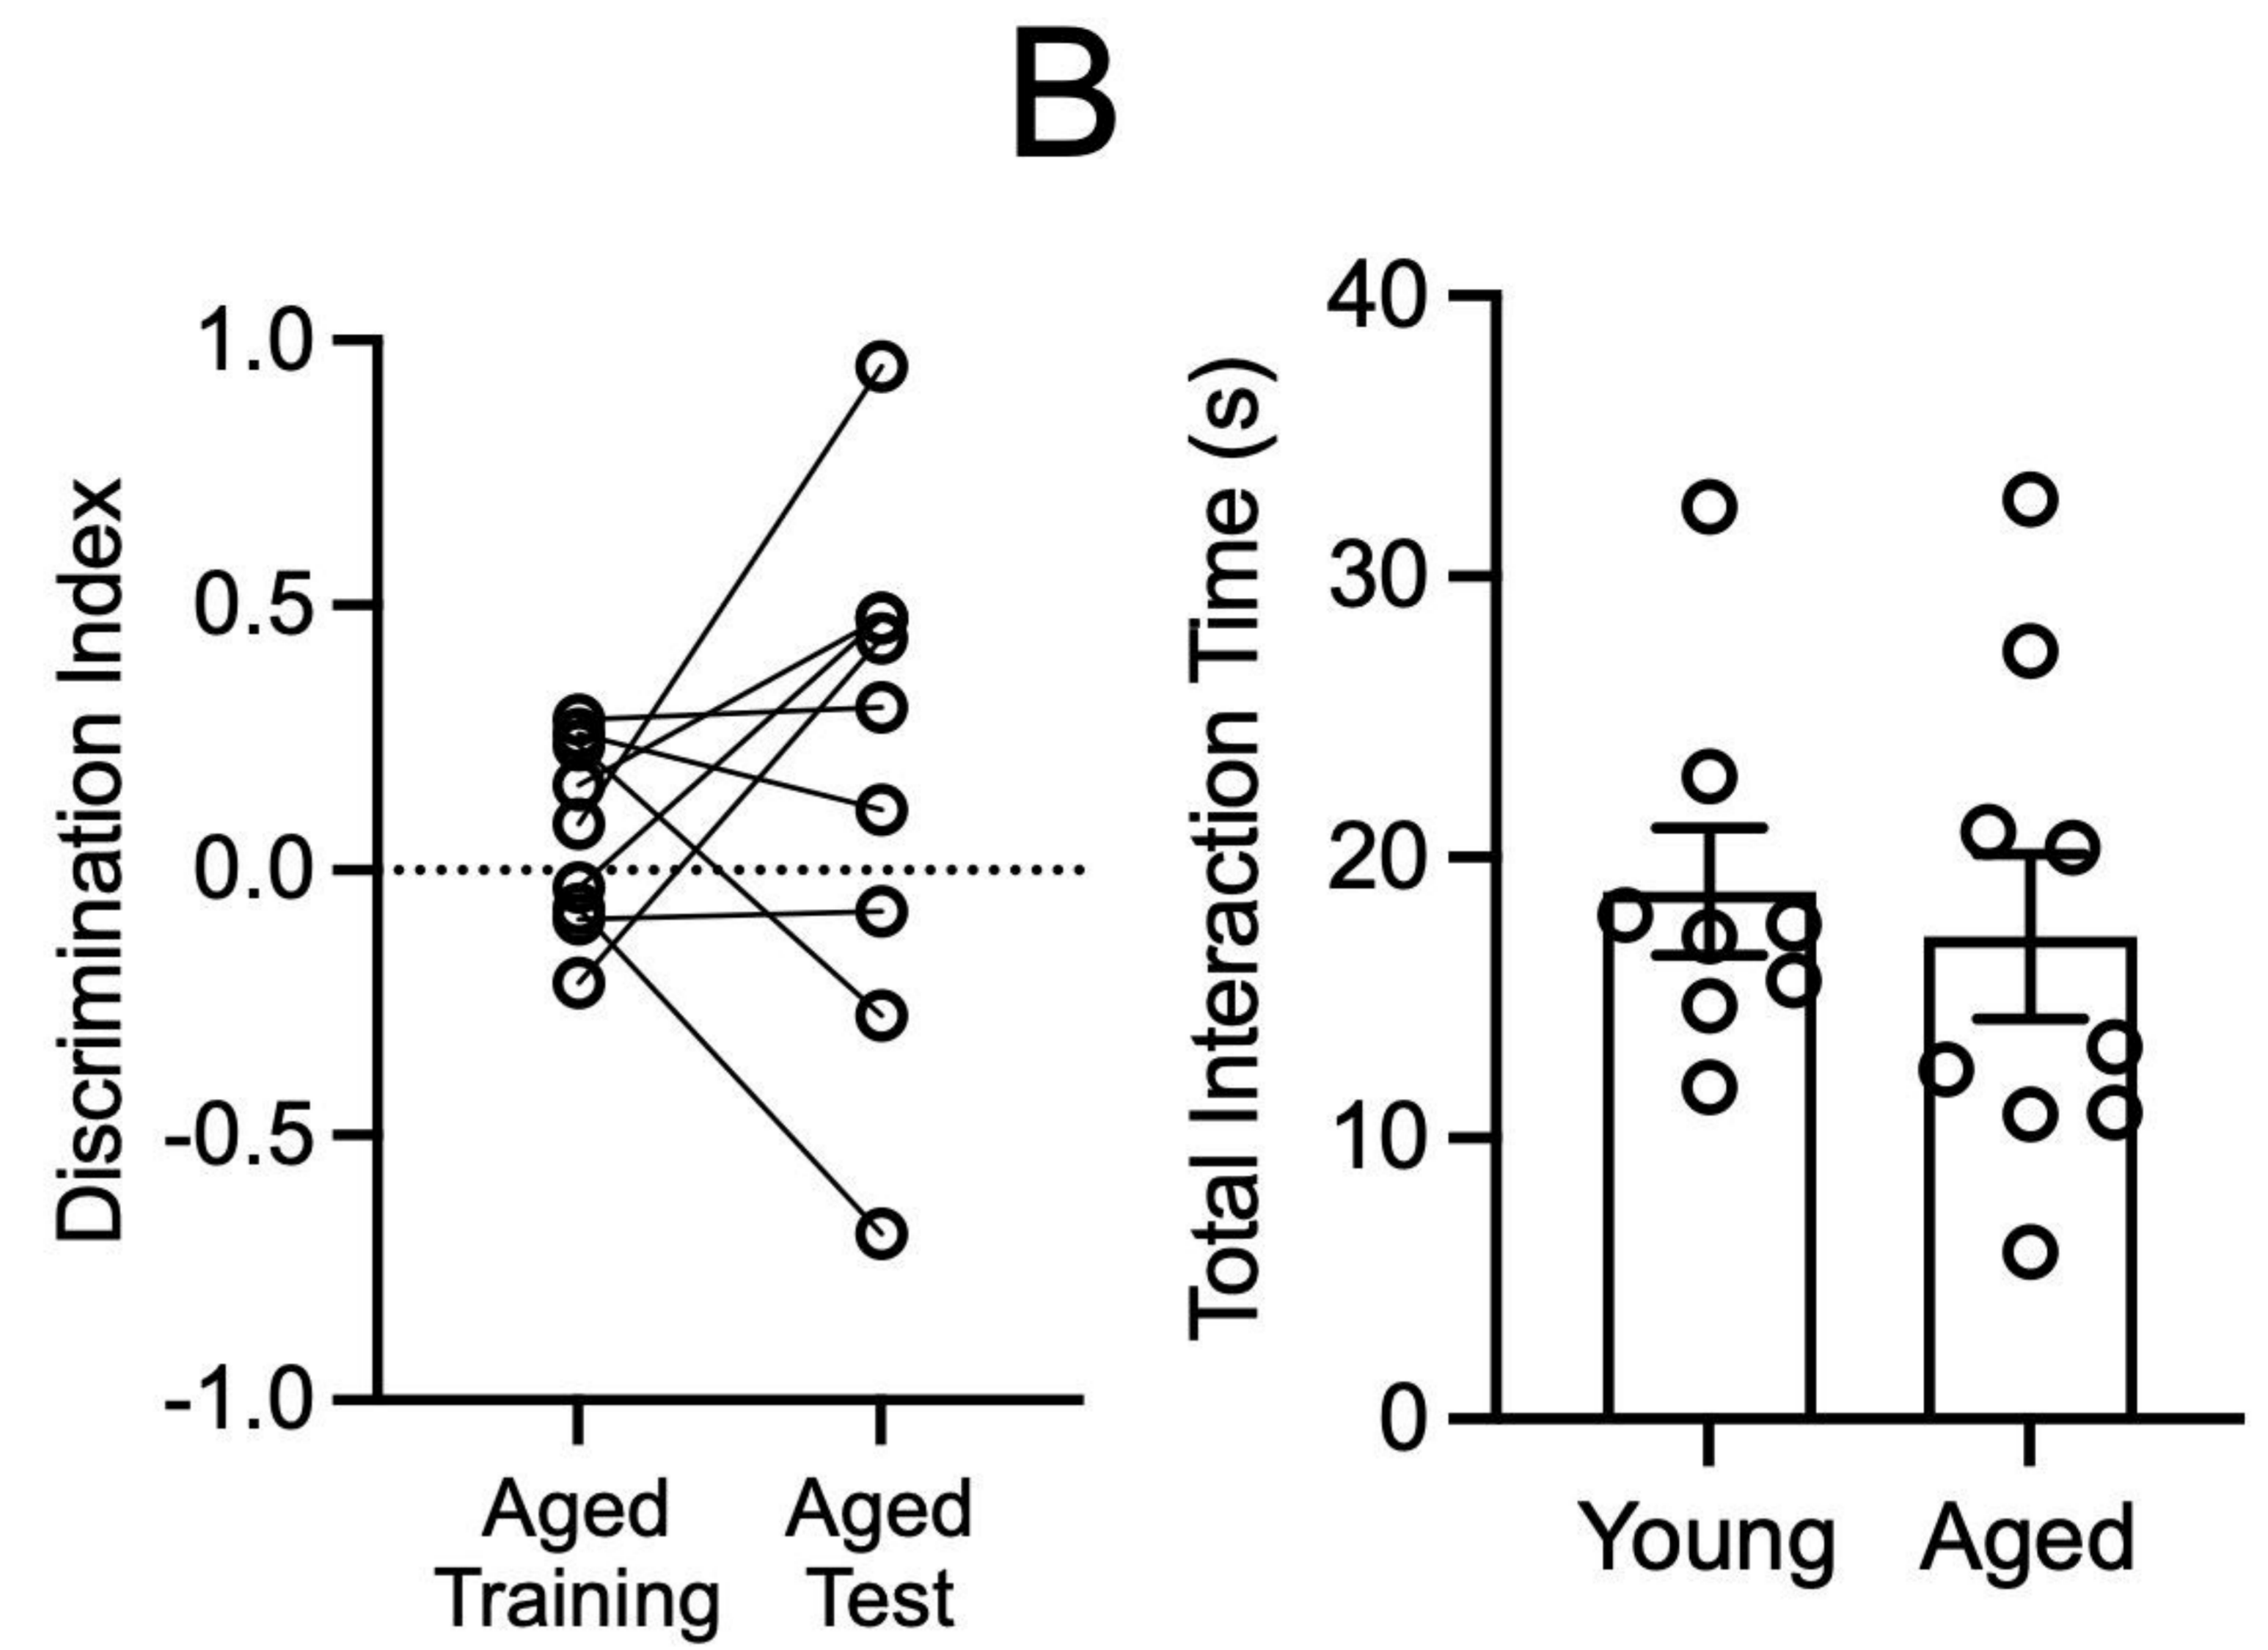 B
Discrimination Index
1.0
0.5
0.0
-0.5
-1.0
Aged
Training
Aged
Test
Total Interaction Time (s)
40
30
20
10
0
Young
Aged